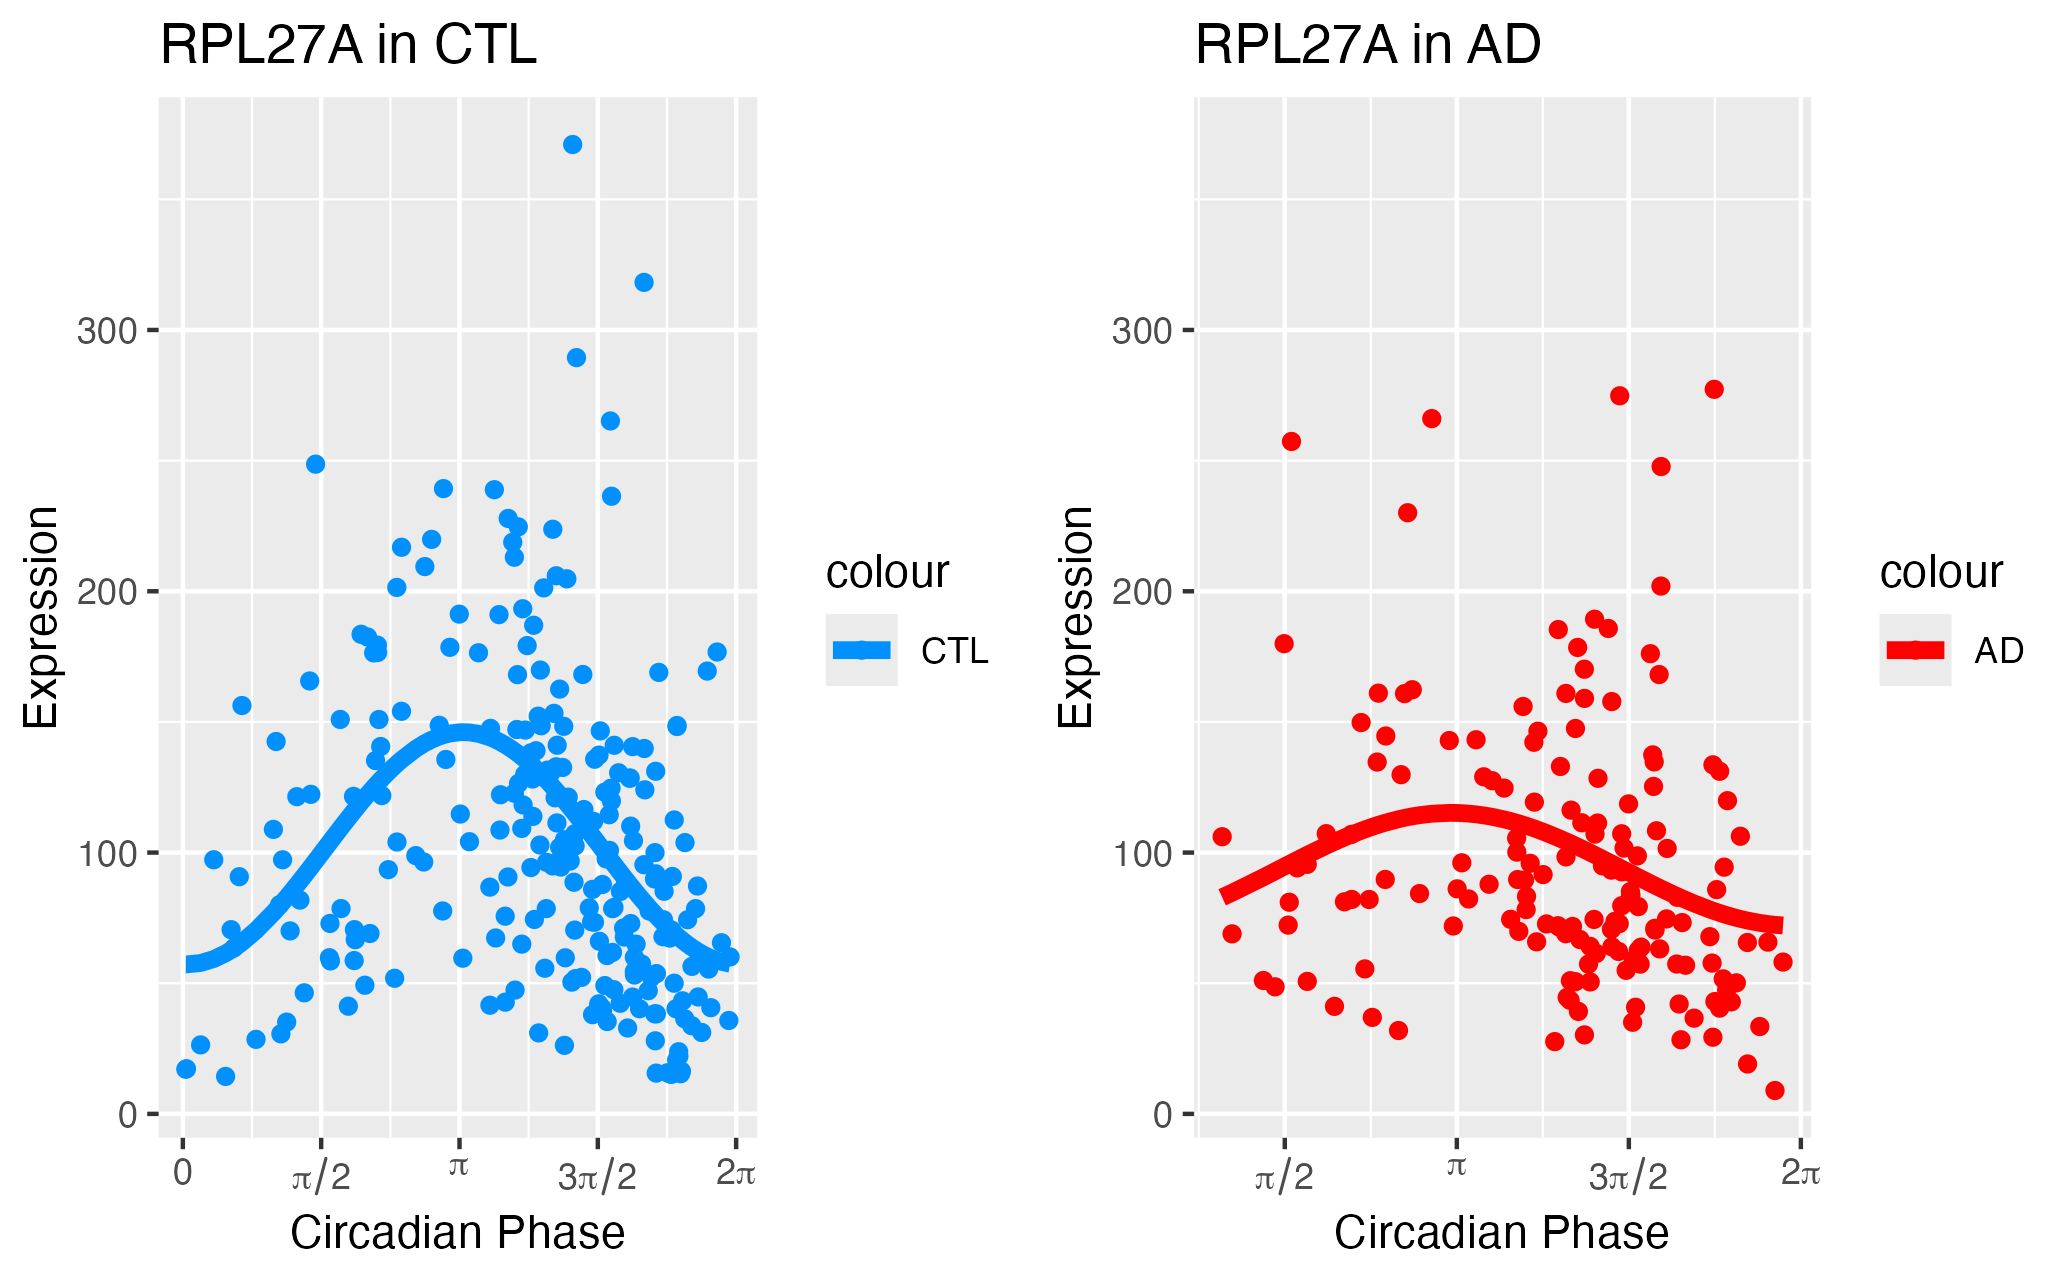 RPL27A in CTL
Expression
300
200
100
0
0
π/2
π
3π/2
2π
Circadian Phase
colour
CTL
RPL27A in AD
Expression
300
200
100
0
π/2
π
3π/2
2π
Circadian Phase
colour
AD